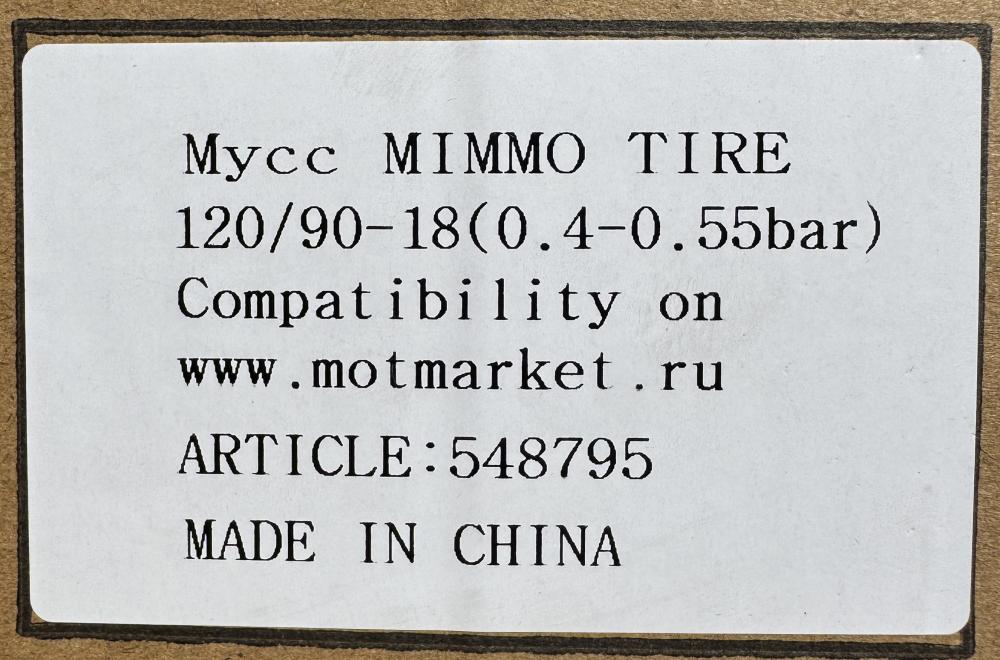 Mycc MIMMO TIRE
120/90-18(0.4-0.55bar)
Compatibility on
www.motmarket.ru
ARTICLE:548795
MADE IN CHINA